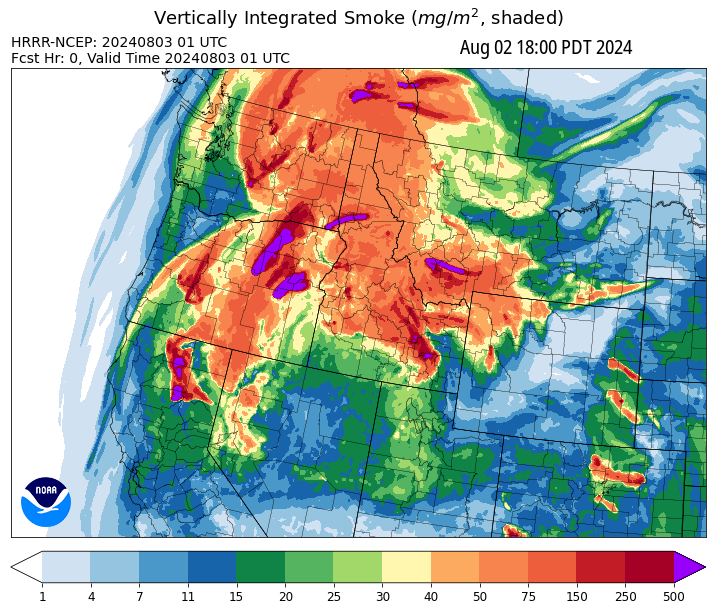 Vertically Integrated Smoke (mg/m², shaded)
HRRR-NCEP: 20240803 01 UTC
Fcst Hr: 0, Valid Time 20240803 01 UTC
Aug 02 18:00 PDT 2024
NOAA
1 4 7 11 15 20 25 30 40 50 75 150 250 500